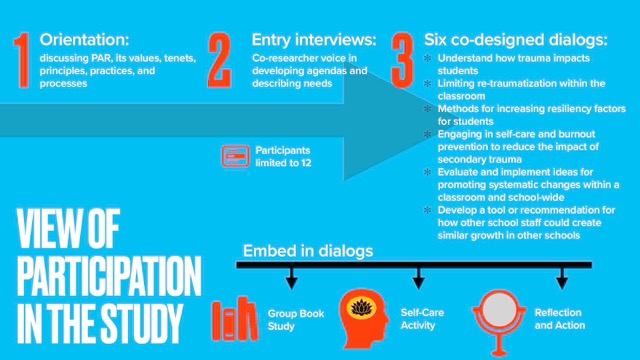 1 Orientation:
discussing PAR, its values, tenets,
principles, practices, and
processes
2 Entry interviews:
Co-researcher voice in
developing agendas and
describing needs
Participants
limited to 12
3 Six co-designed dialogs:
* Understand how trauma impacts
students
* Limiting re-traumatization within the
classroom
* Methods for increasing resiliency factors
for students
* Engaging in self-care and burnout
prevention to reduce the impact of
secondary trauma
* Evaluate and implement ideas for
promoting systematic changes within a
classroom and school-wide
* Develop a tool or recommendation for
how other school staff could create
similar growth in other schools
VIEW OF
PARTICIPATION
IN THE STUDY
Embed in dialogs
Group Book
Study
Self-Care
Activity
Reflection
and Action